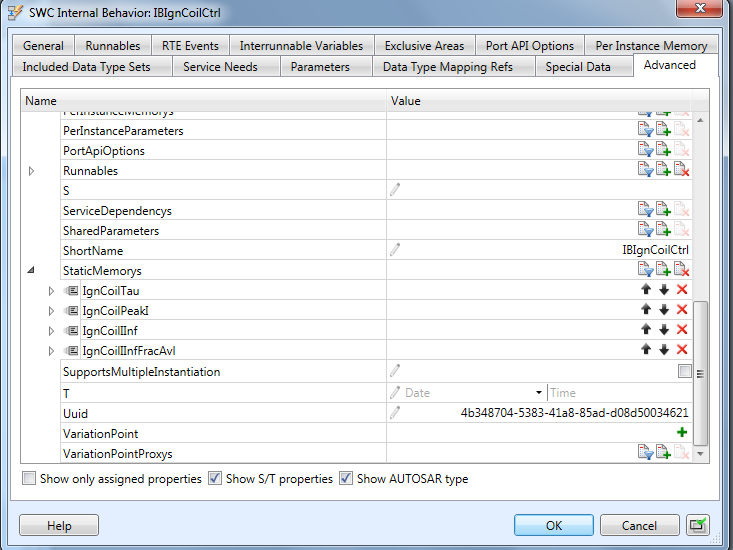 SWC Internal Behavior: IBIgnCoilCtrl
General Runnables RTE Events Interrunnable Variables Exclusive Areas Port API Options Per Instance Memory
Included Data Type Sets Service Needs Parameters Data Type Mapping Refs Special Data Advanced
Name Value
PerInstanceMemorys
PerInstanceParameters
PortApiOptions
Runnables
S
ServiceDependencys
SharedParameters
ShortName IBIgnCoilCtrl
StaticMemorys
IgnCoilTau
IgnCoilPeakI
IgnCoilIInf
IgnCoilIInfFracAvl
SupportsMultipleInstantiation
T Date Time
Uuid 4b348704-5383-41a8-85ad-d08d50034621
VariationPoint
VariationPointProxys
Show only assigned properties Show S/T properties Show AUTOSAR type
Help OK Cancel